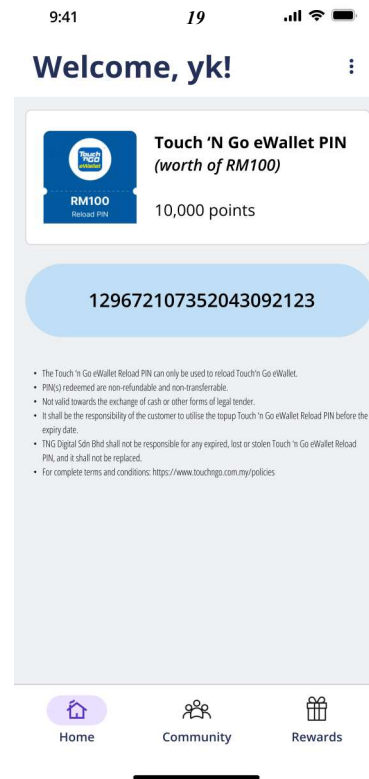 9:41
19
Welcome, yk!
Touch 'N Go eWallet PIN
(worth of RM100)
Touch
'nGO
eWallet
RM100
Reload PIN
10,000 points
129672107352043092123
• The Touch 'n Go eWallet Reload PIN can only be used to reload Touch'n Go eWallet.
• PIN(s) redeemed are non-refundable and non-transferrable.
• Not valid towards the exchange of cash or other forms of legal tender.
• It shall be the responsibility of the customer to utilise the topup Touch 'n Go eWallet Reload PIN before the
expiry date.
• TNG Digital Sdn Bhd shall not be responsible for any expired, lost or stolen Touch 'n Go eWallet Reload
PIN, and it shall not be replaced.
• For complete terms and conditions: https://www.touchngo.com.my/policies
Home
Community
Rewards